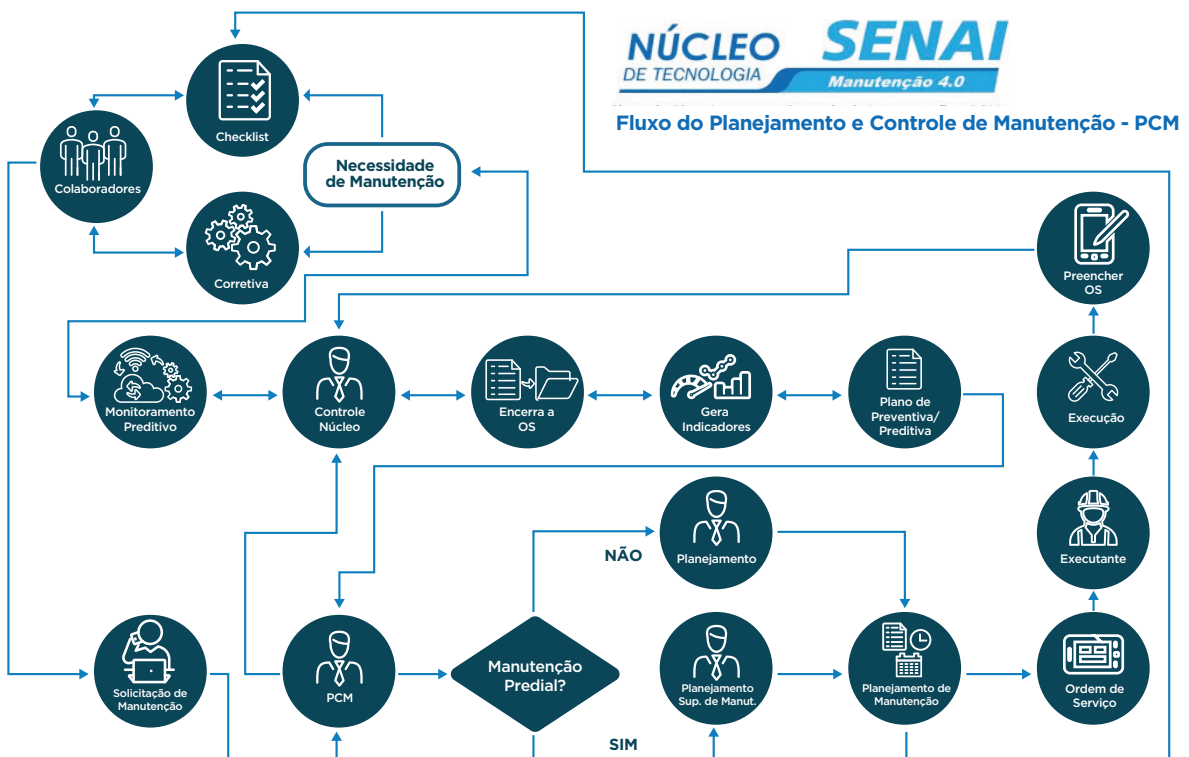 NÚCLEO
DE TECNOLOGIA
SENAI
Manutenção 4.0
Fluxo do Planejamento e Controle de Manutenção - PCM
Checklist
Colaboradores
Necessidade
de Manutenção
Corretiva
Preencher
OS
Monitoramento
Preditivo
Controle
Núcleo
Encerra a
OS
Gera
Indicadores
Plano de
Preventiva/
Preditiva
Execução
NÃO
Planejamento
Executante
Solicitação de
Manutenção
PCM
Manutenção
Predial?
Planejamento
Sup. de Manut.
Planejamento de
Manutenção
Ordem de
Serviço
SIM